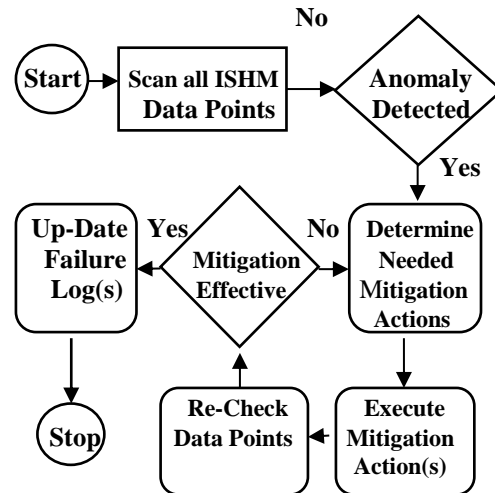 No
Start
Scan all ISHM
Data Points
Anomaly
Detected
Yes
Up-Date
Failure
Log(s)
Yes
Mitigation
Effective
No
Determine
Needed
Mitigation
Actions
Stop
Re-Check
Data Points
Execute
Mitigation
Action(s)